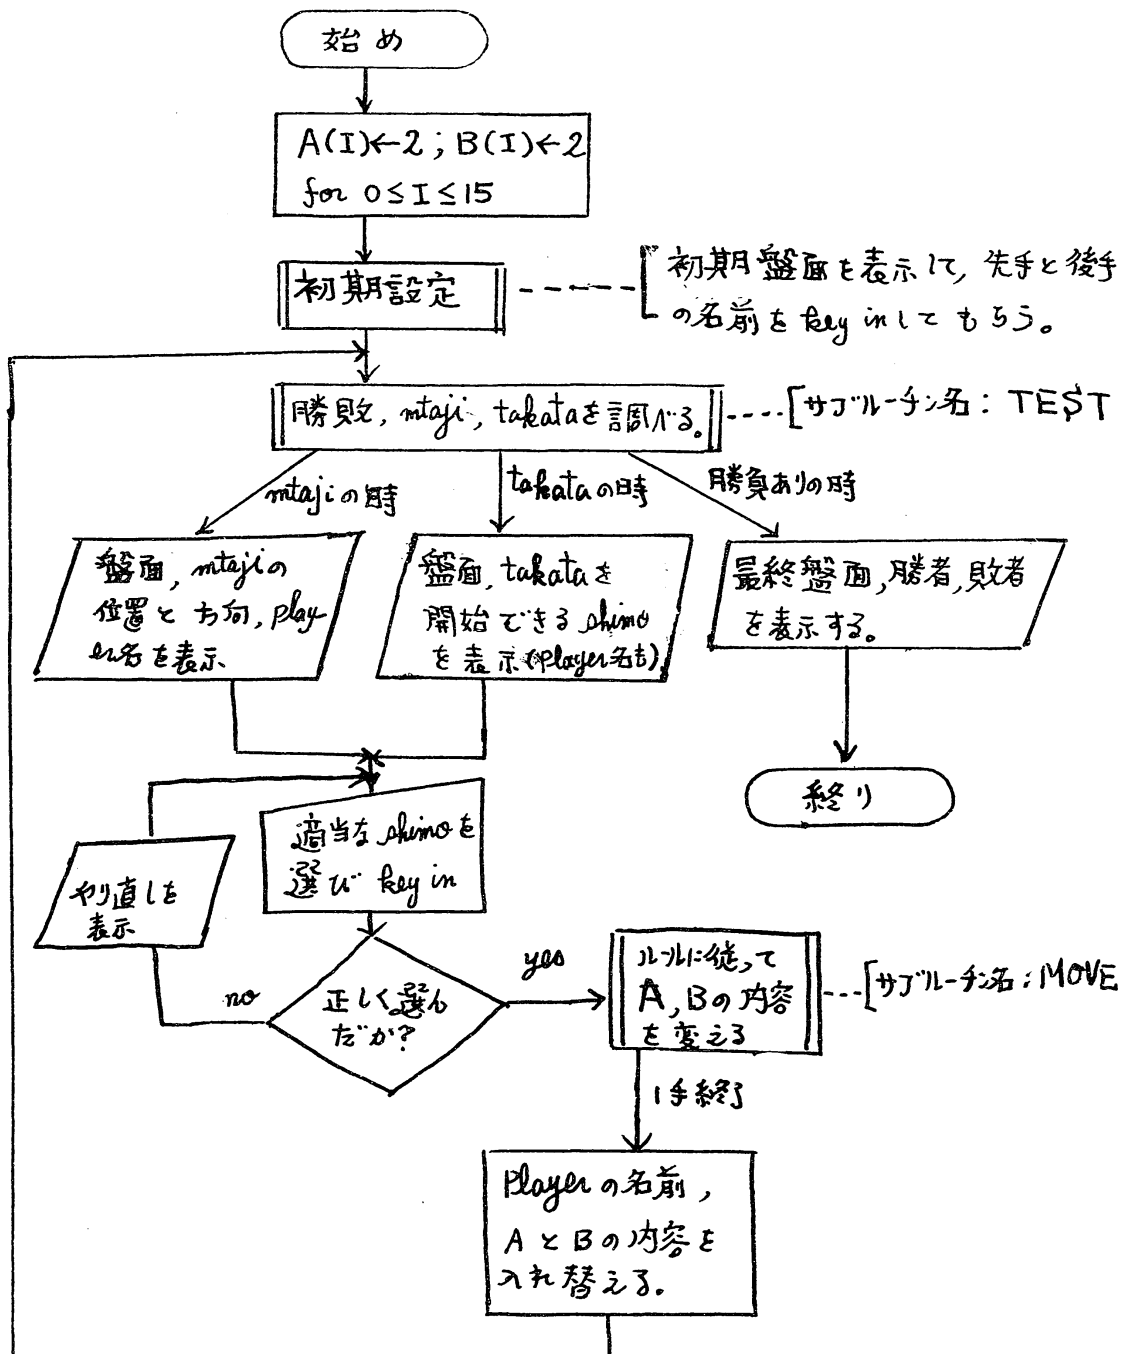 始め
A(I)←2 ; B(I)←2
for 0≤I≤15
初期設定
初期盤面を表示して, 先手と後手
の名前をkey inしてもらう。
勝敗, mtaji, takataを調べる。
サブルーチン名: TEST
mtajiの時
takataの時
勝負ありの時
盤面, mtajiの
位置と方向, play
er名を表示
盤面, takataを
開始できるshimo
を表示(player名も)
最終盤面, 勝者, 敗者
を表示する。
終り
適当なshimoを
選び key in
やり直しを
表示
no
正しく選ん
だか?
yes
ルールに従って
A, Bの内容
を変える
サブルーチン名: MOVE
1手終了
Playerの名前,
AとBの内容を
入れ替える。